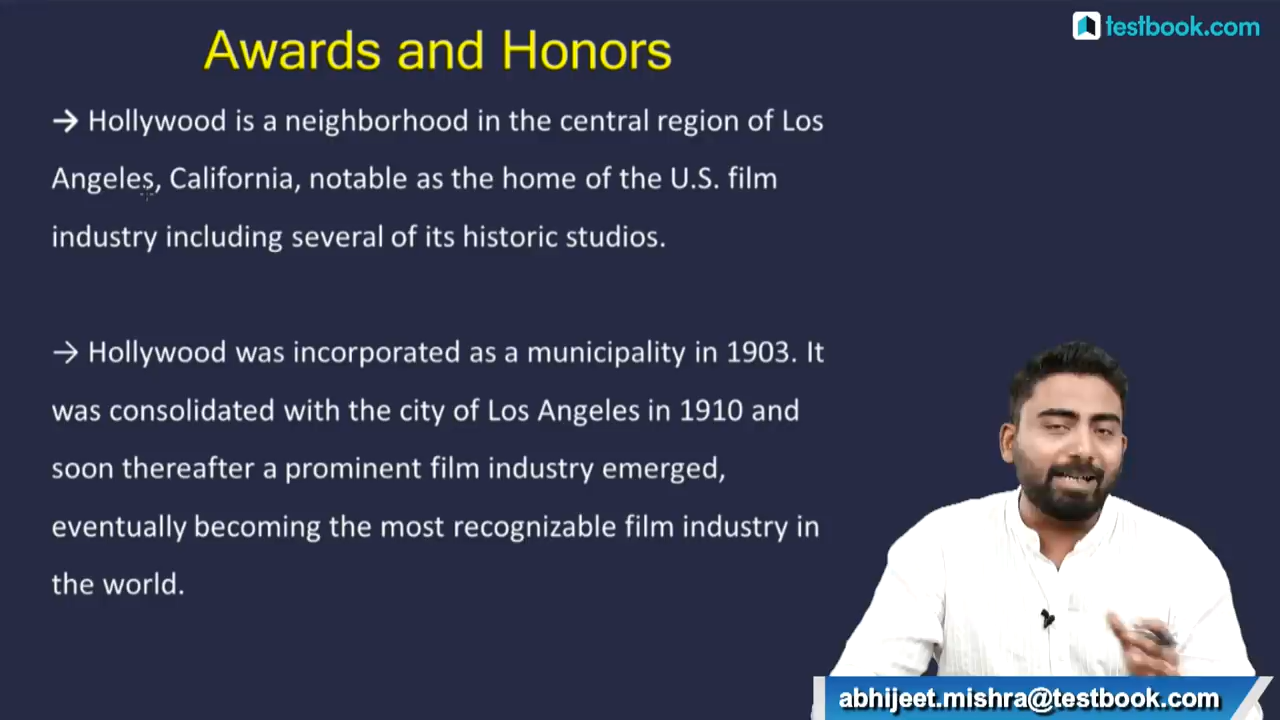 testbook.com
Awards and Honors
→ Hollywood is a neighborhood in the central region of Los
Angeles, California, notable as the home of the U.S. film
industry including several of its historic studios.
→ Hollywood was incorporated as a municipality in 1903. It
was consolidated with the city of Los Angeles in 1910 and
soon thereafter a prominent film industry emerged,
eventually becoming the most recognizable film industry in
the world.
abhijeet.mishra@testbook.com